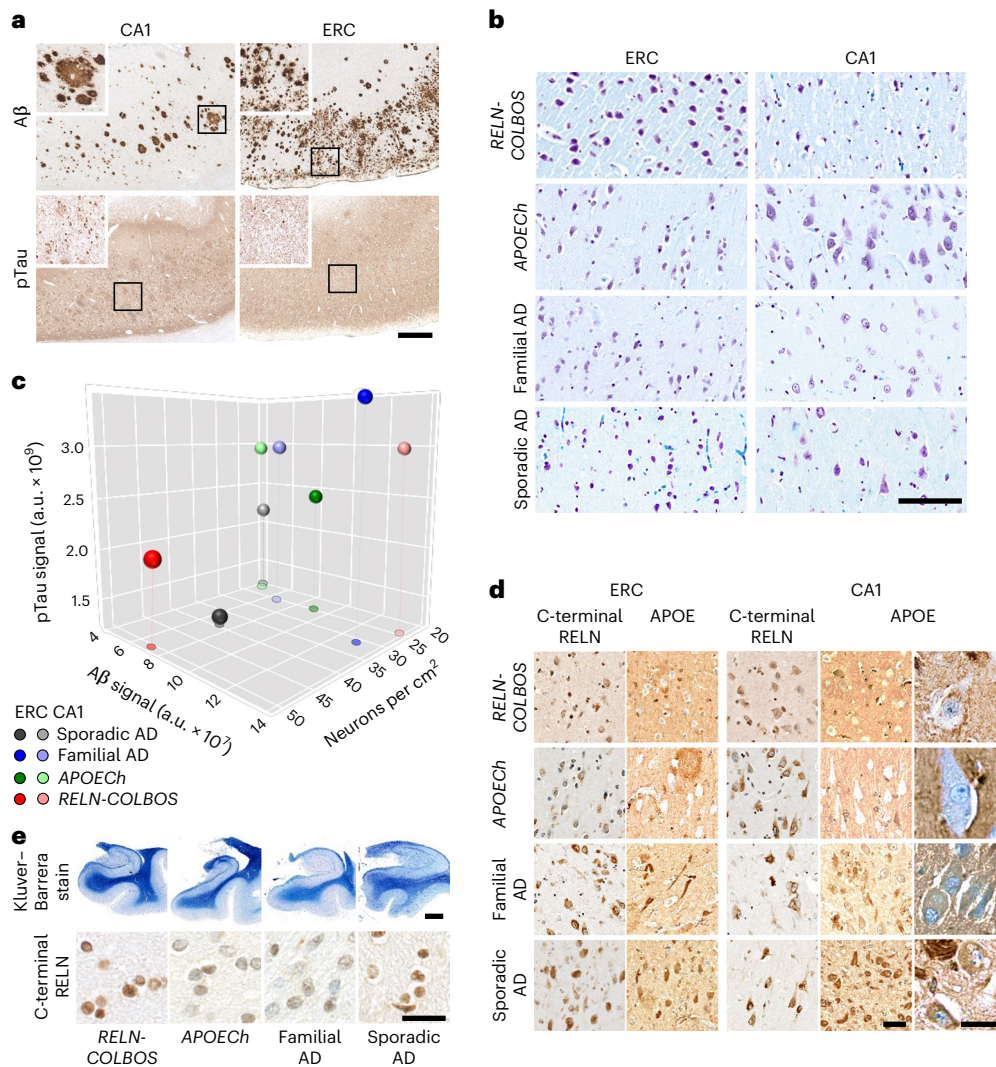 a
CA1
ERC
Aβ
pTau
b
ERC
CA1
RELN-
COLBOS
APOECh
Familial AD
Sporadic AD
c
pTau signal (a.u. × 10⁹)
3.0
2.5
2.0
1.5
4
6
8
10
12
14
Aβ signal (a.u. × 10⁷)
50
45
40
35
30
25
20
Neurons per cm²
ERC CA1
Sporadic AD
Familial AD
APOECh
RELN-COLBOS
d
ERC
CA1
C-terminal
RELN
APOE
C-terminal
RELN
APOE
RELN-
COLBOS
APOECh
Familial
AD
Sporadic
AD
e
Kluver–
Barrera
stain
C-terminal
RELN
RELN-
COLBOS
APOECh
Familial
AD
Sporadic
AD